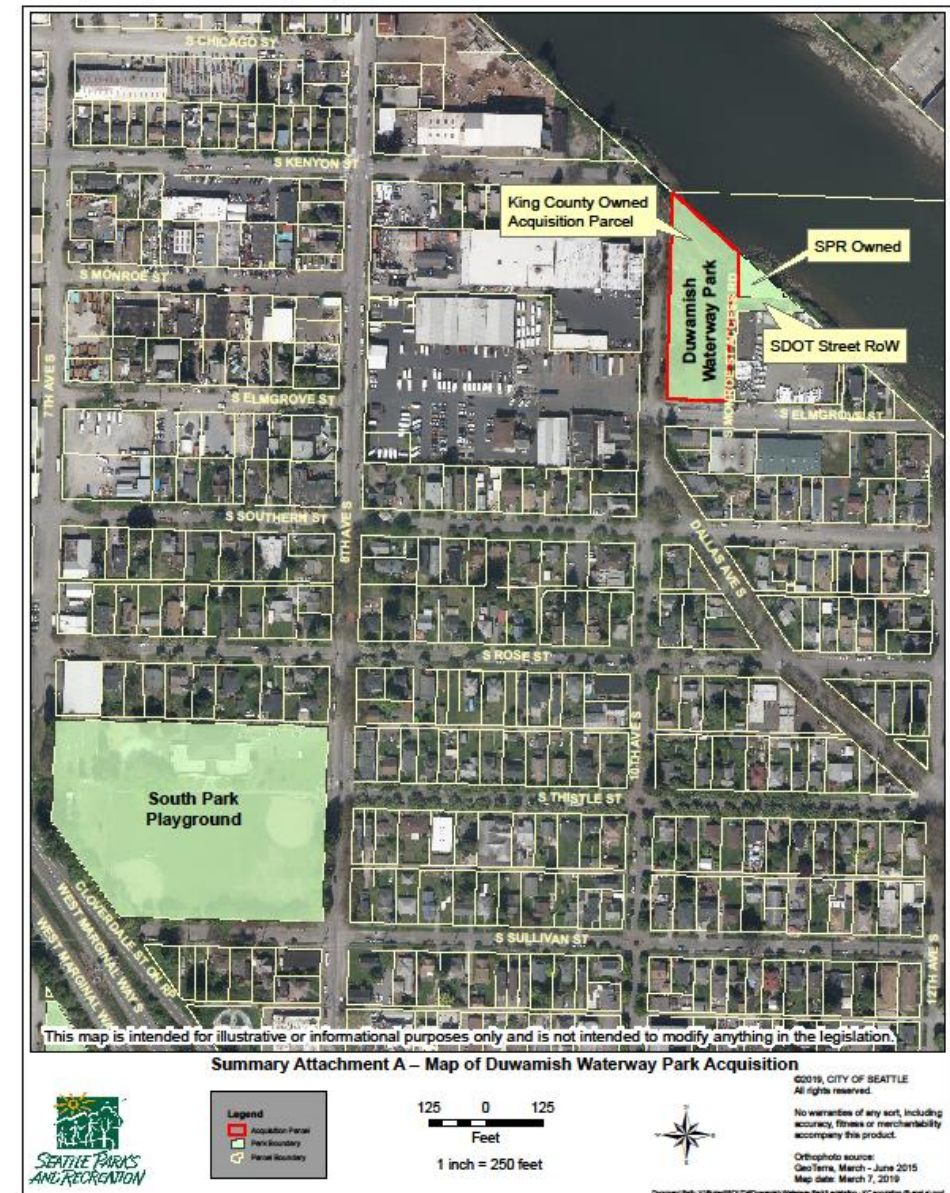 S CHICAGO ST
S KENYON ST
King County Owned
Acquisition Parcel
SPR Owned
S MONROE ST
Duwamish
Waterway Park
S MONROE ST ACCESS RD
SDOT Street RoW
7TH AVE S
S ELMGROVE ST
S ELMGROVE ST
S SOUTHERN ST
8TH AVE S
DALLAS AVE S
S ROSE ST
10TH AVE S
South Park
Playground
S THISTLE ST
CLOVERDALE ST ON RP
WEST MARGINAL WAY S
WEST MARGINAL
S SULLIVAN ST
12TH AVE S
This map is intended for illustrative or informational purposes only and is not intended to modify anything in the legislation.
Summary Attachment A – Map of Duwamish Waterway Park Acquisition
SEATTLE PARKS
AND RECREATION
Legend
Acquisition Parcel
Park Boundary
Parcel Boundary
125 0 125
Feet
1 inch = 250 feet
©2019, CITY OF SEATTLE
All rights reserved.
No warranties of any sort, including
accuracy, fitness or merchantability
accompany this product.
Orthophoto source:
GeoTerra, March - June 2015
Map date: March 7, 2019